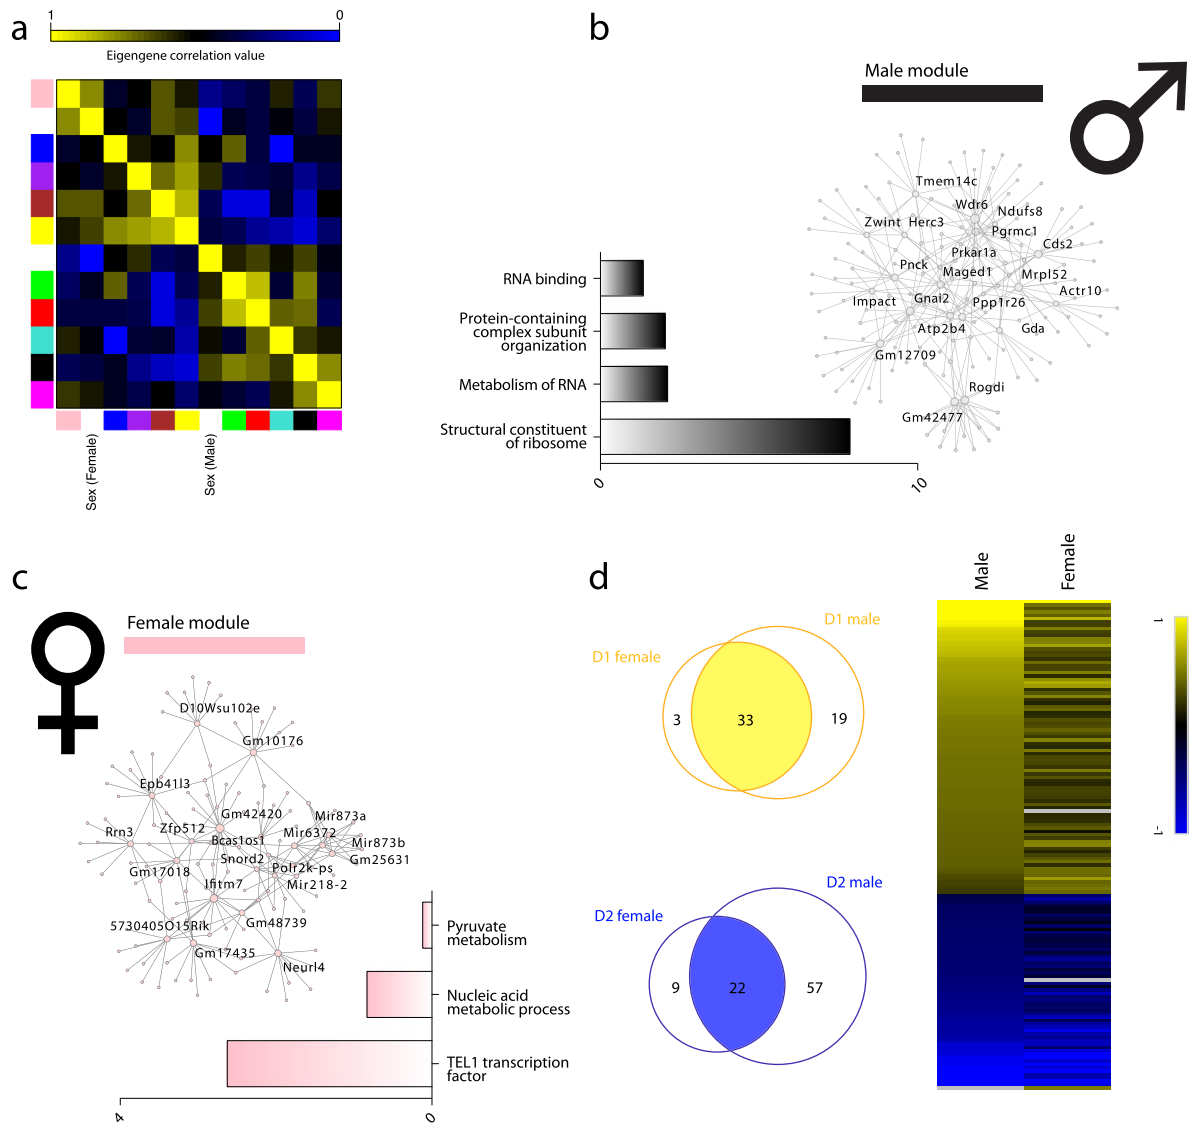 a
1
0
Eigengene correlation value
Sex (Female)
Sex (Male)
b
Male module
Tmem14c
Wdr6
Ndufs8
Zwint
Herc3
Pgrmc1
Cds2
Prkar1a
Pnck
Maged1
Mrpl52
Actr10
Impact
Gnai2
Ppp1r26
Atp2b4
Gda
Gm12709
Rogdi
Gm42477
RNA binding
Protein-containing
complex subunit
organization
Metabolism of RNA
Structural constituent
of ribosome
0
10
c
Female module
D10Wsu102e
Gm10176
Epb41l3
Gm42420
Mir873a
Rrn3
Zfp512
Mir6372
Bcas1os1
Mir873b
Snord2
Gm25631
Gm17018
Polr2k-ps
Ifitm7
Mir218-2
5730405O15Rik
Gm48739
Gm17435
Neurl4
Pyruvate
metabolism
Nucleic acid
metabolic process
TEL1 transcription
factor
4
0
d
D1 male
D1 female
3
33
19
D2 male
D2 female
9
22
57
Male
Female
1
-1